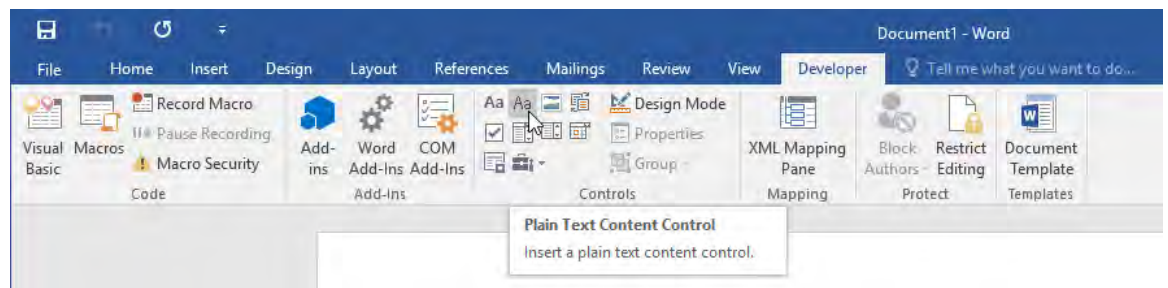 Document1 - Word
File Home Insert Design Layout References Mailings Review View Developer Tell me what you want to do...
Visual Basic
Macros
Record Macro
Pause Recording
Macro Security
Code
Add-ins
Word Add-Ins
COM Add-Ins
Add-Ins
Aa Aa
Design Mode
Properties
Group
Controls
XML Mapping Pane
Mapping
Block Authors
Restrict Editing
Protect
Document Template
Templates
Plain Text Content Control
Insert a plain text content control.